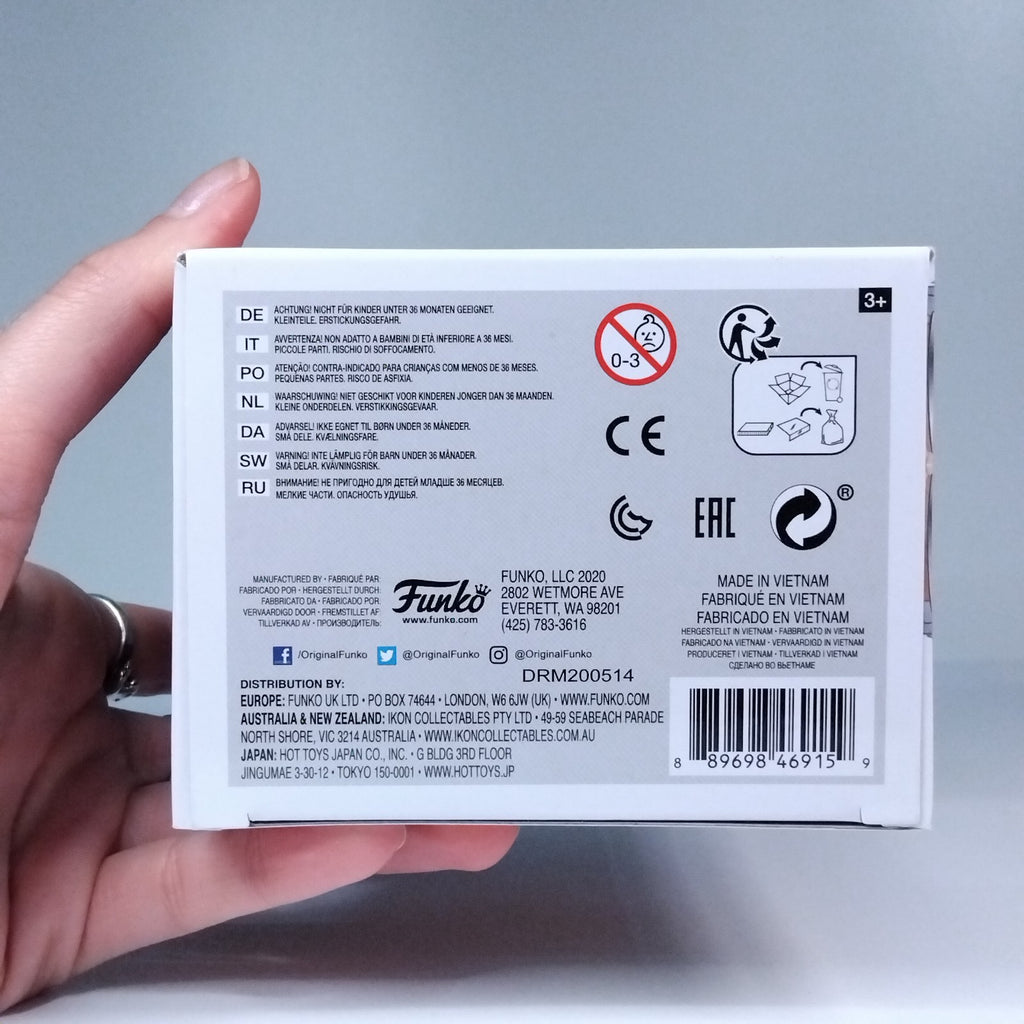 3+
DE ACHTUNG! NICHT FÜR KINDER UNTER 36 MONATEN GEEIGNET.
KLEINTEILE. ERSTICKUNGSGEFAHR.
IT AVVERTENZA! NON ADATTO A BAMBINI DI ETÀ INFERIORE A 36 MESI.
PICCOLE PARTI. RISCHIO DI SOFFOCAMENTO.
PO ATENÇÃO! CONTRA-INDICADO PARA CRIANÇAS COM MENOS DE 36 MESES.
PEQUENAS PARTES. RISCO DE ASFIXIA.
NL WAARSCHUWING! NIET GESCHIKT VOOR KINDEREN JONGER DAN 36 MAANDEN.
KLEINE ONDERDELEN. VERSTIKKINGSGEVAAR.
DA ADVARSEL! IKKE EGNET TIL BØRN UNDER 36 MÅNEDER.
SMÅ DELE. KVÆLNINGSFARE.
SW VARNING! INTE LÄMPLIG FÖR BARN UNDER 36 MÅNADER.
SMÅ DELAR. KVÄVNINGSRISK.
RU ВНИМАНИЕ! НЕ ПРИГОДНО ДЛЯ ДЕТЕЙ МЛАДШЕ 36 МЕСЯЦЕВ.
МЕЛКИЕ ЧАСТИ. ОПАСНОСТЬ УДУШЬЯ.
0-3
CE
EAC
®
MANUFACTURED BY • FABRIQUÉ PAR:
FABRICADO POR • HERGESTELLT DURCH:
FABBRICATO DA • FABRICADO POR:
VERVAARDIGD DOOR • FREMSTILLET AF:
TILLVERKAD AV • ПРОИЗВОДИТЕЛЬ:
Funko
www.funko.com
FUNKO, LLC 2020
2802 WETMORE AVE
EVERETT, WA 98201
(425) 783-3616
/OriginalFunko @OriginalFunko @OriginalFunko
DRM200514
MADE IN VIETNAM
FABRIQUÉ EN VIETNAM
FABRICADO EN VIETNAM
HERGESTELLT IN VIETNAM • FABBRICATO IN VIETNAM
FABRICADO NA VIETNAM • VERVAARDIGD IN VIETNAM
PRODUCERET I VIETNAM • TILLVERKAD I VIETNAM
СДЕЛАНО ВО ВЬЕТНАМЕ
DISTRIBUTION BY:
EUROPE: FUNKO UK LTD • PO BOX 74644 • LONDON, W6 6JW (UK) • WWW.FUNKO.COM
AUSTRALIA & NEW ZEALAND: IKON COLLECTABLES PTY LTD • 49-59 SEABEACH PARADE
NORTH SHORE, VIC 3214 AUSTRALIA • WWW.IKONCOLLECTABLES.COM.AU
JAPAN: HOT TOYS JAPAN CO., INC. • G BLDG 3RD FLOOR
JINGUMAE 3-30-12 • TOKYO 150-0001 • WWW.HOTTOYS.JP
8 89698 46915 9